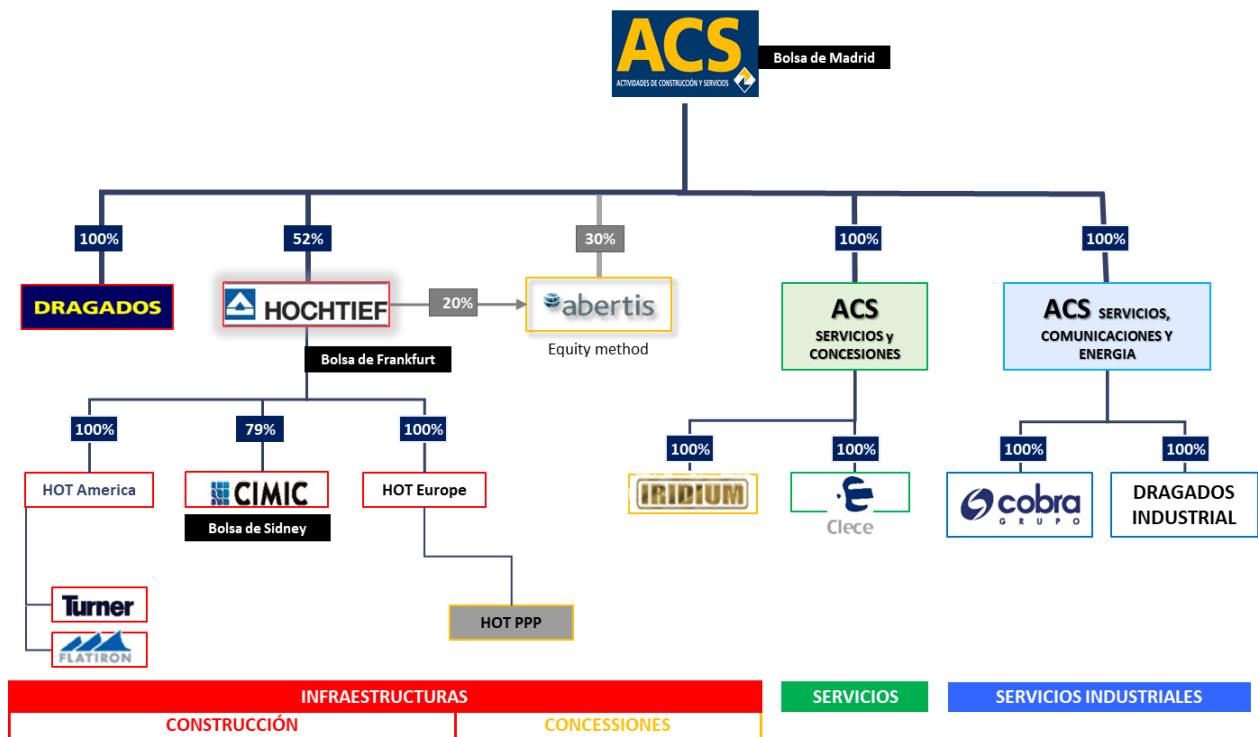 ACS
ACTIVIDADES DE CONSTRUCCIÓN Y SERVICIOS
Bolsa de Madrid
100%
52%
30%
100%
100%
DRAGADOS
HOCHTIEF
20%
abertis
Equity method
ACS
SERVICIOS y
CONCESIONES
ACS SERVICIOS,
COMUNICACIONES Y
ENERGIA
Bolsa de Frankfurt
100%
79%
100%
100%
100%
100%
100%
HOT America
CIMIC
Bolsa de Sidney
HOT Europe
IRIDIUM
Clece
cobra
GRUPO
DRAGADOS
INDUSTRIAL
Turner
FLATIRON
HOT PPP
INFRAESTRUCTURAS
SERVICIOS
SERVICIOS INDUSTRIALES
CONSTRUCCIÓN
CONCESSIONES